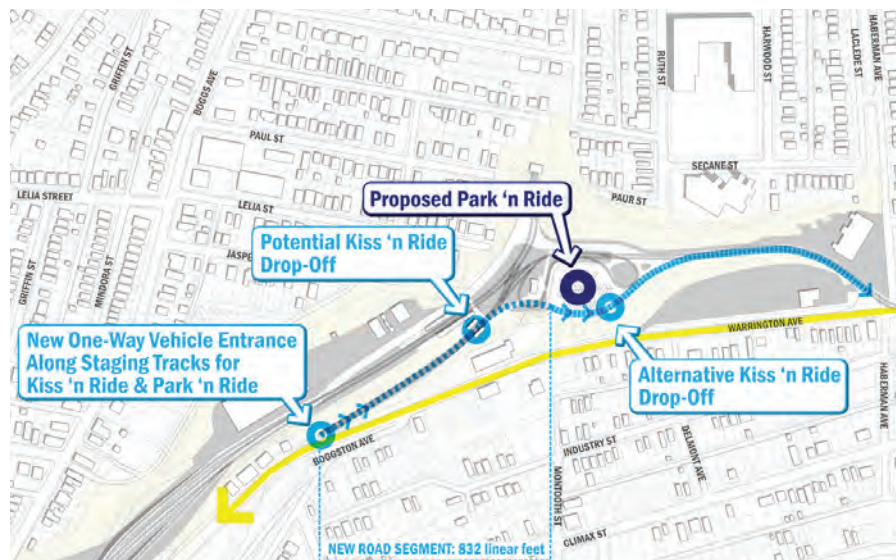 GRIFFIN ST
BOGGS AVE
RUTH ST
HARWOOD ST
LACLEDE ST
HABERMAN AVE
PAUL ST
SECANE ST
LELIA STREET
LELIA ST
PAUR ST
Proposed Park ‘n Ride
Potential Kiss ‘n Ride
Drop-Off
JASPE
GRIFFIN ST
MINDORA ST
New One-Way Vehicle Entrance
Along Staging Tracks for
Kiss ‘n Ride & Park ‘n Ride
WARRINGTON AVE
Alternative Kiss ‘n Ride
Drop-Off
HABERMAN AVE
BOGGSTON AVE
INDUSTRY ST
DELMONT AVE
MONTOOTH ST
CLIMAX ST
NEW ROAD SEGMENT: 832 linear feet